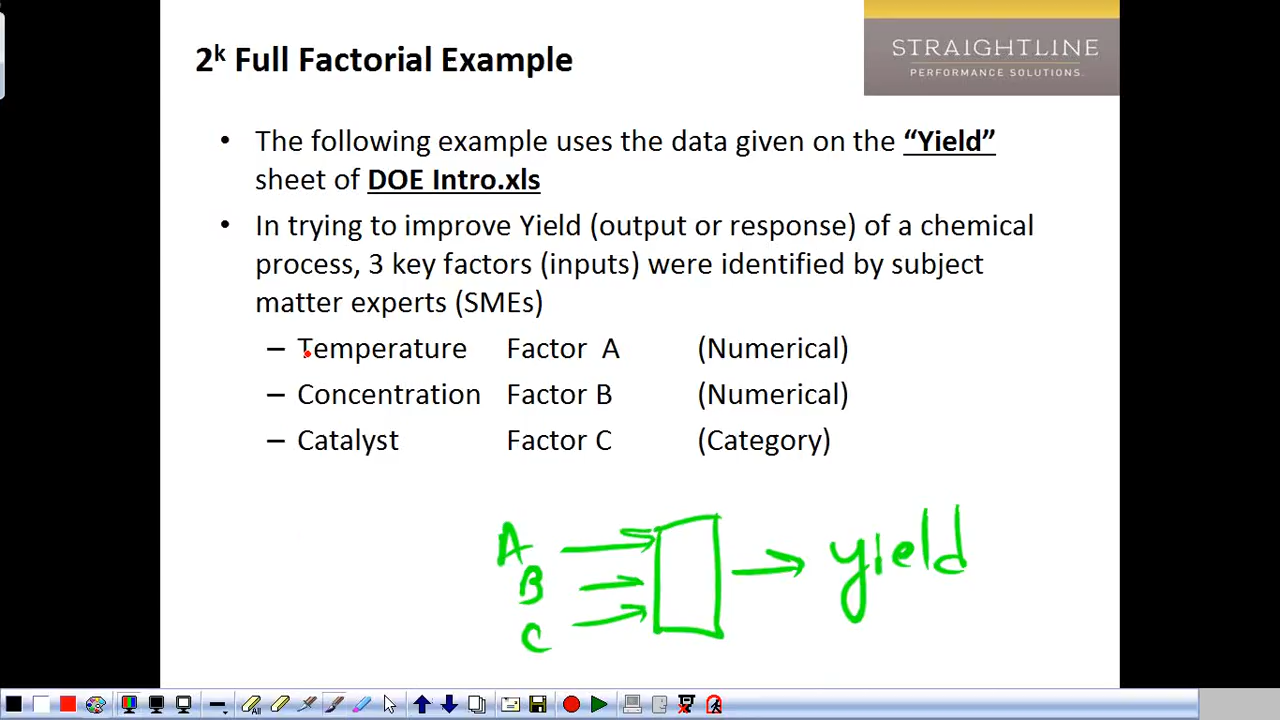 2k Full Factorial Example
STRAIGHTLINE
PERFORMANCE SOLUTIONS.
• The following example uses the data given on the “Yield”
sheet of DOE Intro.xls
• In trying to improve Yield (output or response) of a chemical
process, 3 key factors (inputs) were identified by subject
matter experts (SMEs)
– Temperature Factor A (Numerical)
– Concentration Factor B (Numerical)
– Catalyst Factor C (Category)
A
B
C
yield
All